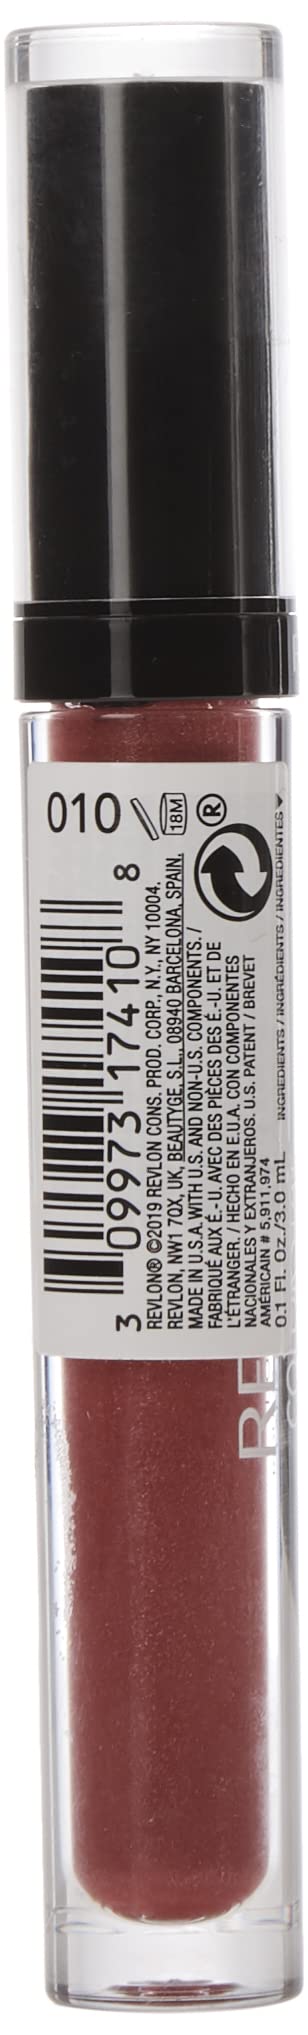 010
18M
®
3 09973 17410 8
REVLON® ©2019 REVLON CONS. PROD. CORP., N.Y., NY 10004.
REVLON, NW1 7QX, UK, BEAUTYGE, S.L., 08940 BARCELONA, SPAIN.
MADE IN U.S.A. WITH U.S. AND NON-U.S. COMPONENTS. /
FABRIQUÉ AUX É.-U. AVEC DES PIÈCES DES É.-U. ET DE
L'ÉTRANGER. / HECHO EN E.U.A. CON COMPONENTES
NACIONALES Y EXTRANJEROS. U.S. PATENT / BREVET
AMÉRICAIN # 5,911,974
0.1 Fl. Oz./3.0 mL INGREDIENTS / INGRÉDIENTS / INGREDIENTES
RE
CO